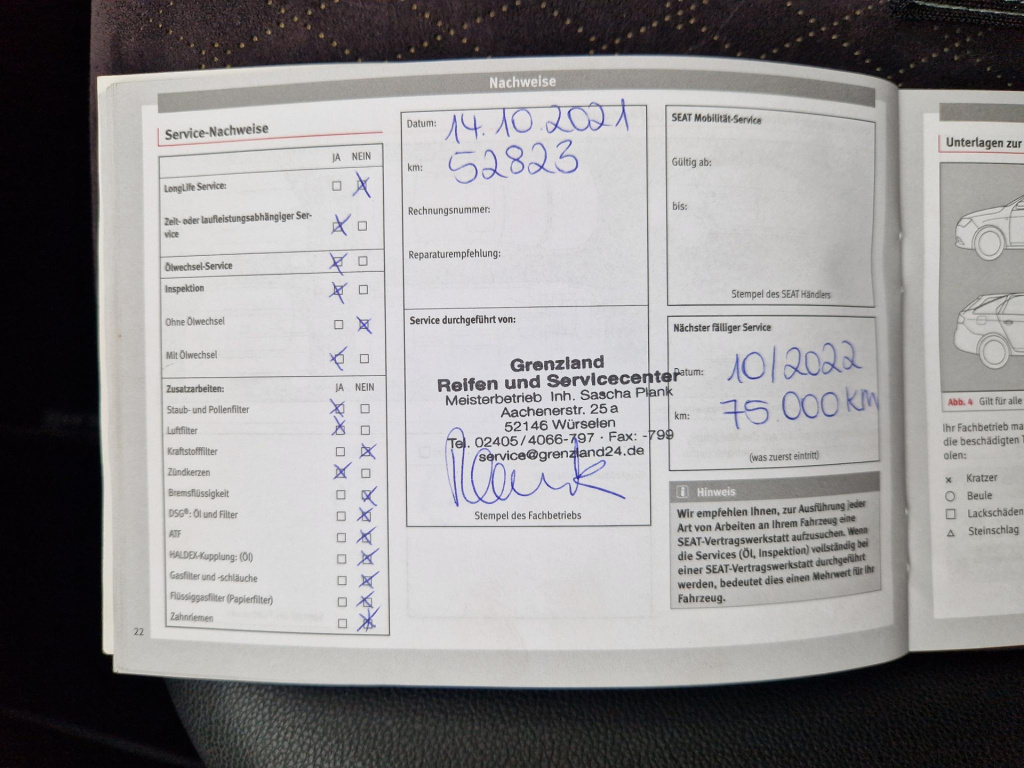 Nachweise
Service-Nachweise
JA NEIN
LongLife Service:
Zeit- oder laufleistungsabhängiger Ser-
vice
Ölwechsel-Service
Inspektion
Ohne Ölwechsel
Mit Ölwechsel
Zusatzarbeiten: JA NEIN
Staub- und Pollenfilter
Luftfilter
Kraftstofffilter
Zündkerzen
Bremsflüssigkeit
DSG®: Öl und Filter
ATF
HALDEX-Kupplung: (Öl)
Gasfilter und -schläuche
Flüssiggasfilter (Papierfilter)
Zahnriemen
22
Datum: 14.10.2021
km: 52823
Rechnungsnummer:
Reparaturempfehlung:
Service durchgeführt von:
Grenzland
Reifen und Servicecenter
Meisterbetrieb Inh. Sascha Plank
Aachenerstr. 25 a
52146 Würselen
Tel. 02405/4066-797 · Fax: -799
service@grenzland24.de
Stempel des Fachbetriebs
SEAT Mobilität-Service
Gültig ab:
bis:
Stempel des SEAT Händlers
Nächster fälliger Service
Datum: 10/2022
km: 75.000 km
(was zuerst eintritt)
i Hinweis
Wir empfehlen Ihnen, zur Ausführung jeder
Art von Arbeiten an Ihrem Fahrzeug eine
SEAT-Vertragswerkstatt aufzusuchen. Wenn
die Services (Öl, Inspektion) vollständig bei
einer SEAT-Vertragswerkstatt durchgeführt
werden, bedeutet dies einen Mehrwert für Ihr
Fahrzeug.
Unterlagen zur
Abb. 4 Gilt für alle
Ihr Fachbetrieb ma
die beschädigten T
olen:
Kratzer
Beule
Lackschäden
Steinschlag